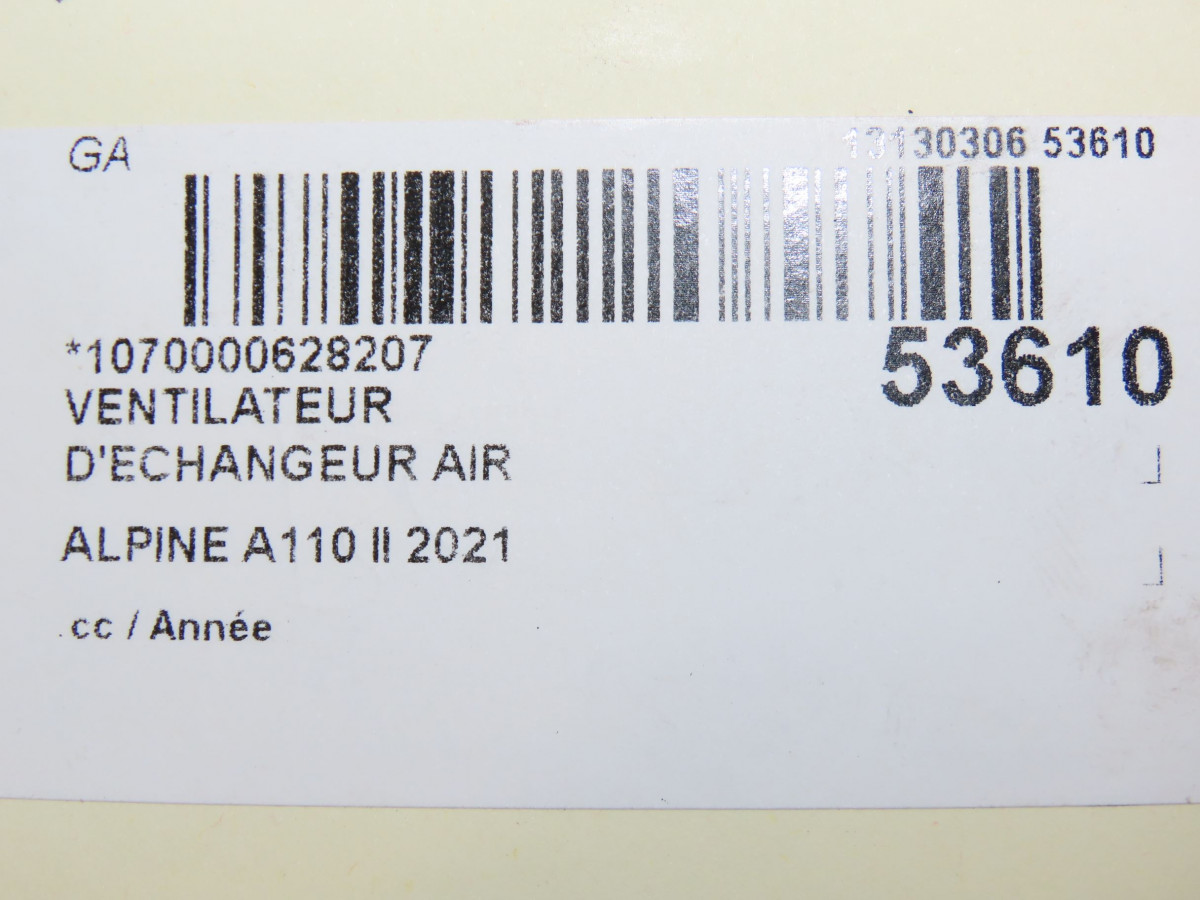 GA
13130306 53610
*1070000628207
53610
VENTILATEUR
D'ECHANGEUR AIR
ALPINE A110 II 2021
cc / Année